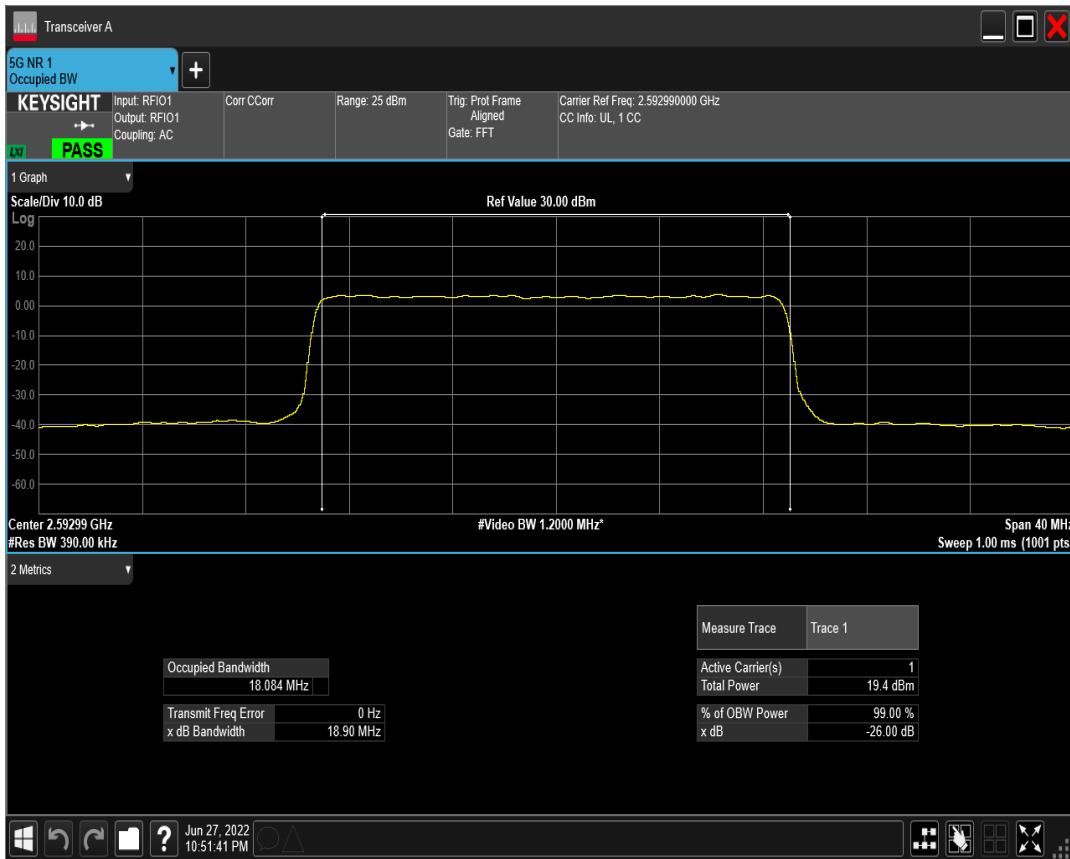 Transceiver A
5G NR 1
Occupied BW
+
KEYSIGHT
LXI
PASS
Input: RFIO1
Output: RFIO1
Coupling: AC
Corr CCorr
Range: 25 dBm
Trig: Prot Frame
Aligned
Gate: FFT
Carrier Ref Freq: 2.592990000 GHz
CC Info: UL, 1 CC
1 Graph
Scale/Div 10.0 dB
Ref Value 30.00 dBm
Log
20.0
10.0
0.00
-10.0
-20.0
-30.0
-40.0
-50.0
-60.0
Center 2.59299 GHz
#Video BW 1.2000 MHz*
Span 40 MHz
#Res BW 390.00 kHz
Sweep 1.00 ms (1001 pts
2 Metrics
Measure Trace Trace 1
Occupied Bandwidth
18.084 MHz
Active Carrier(s) 1
Total Power 19.4 dBm
Transmit Freq Error 0 Hz
x dB Bandwidth 18.90 MHz
% of OBW Power 99.00 %
x dB -26.00 dB
?
Jun 27, 2022
10:51:41 PM